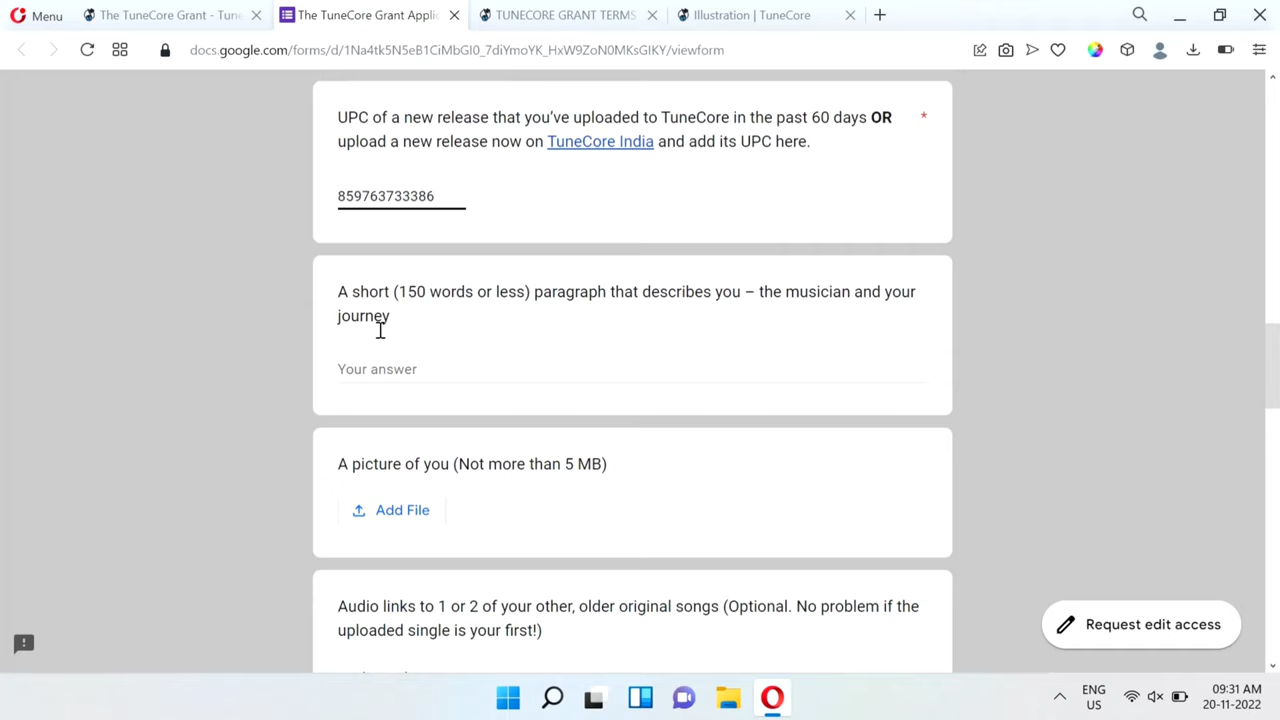 Menu
The TuneCore Grant - Tune
The TuneCore Grant Applic
TUNECORE GRANT TERMS
Illustration | TuneCore
docs.google.com/forms/d/1Na4tk5N5eB1CiMbGI0_7diYmoYK_HxW9ZoN0MKsGIKY/viewform
UPC of a new release that you've uploaded to TuneCore in the past 60 days OR *
upload a new release now on TuneCore India and add its UPC here.
859763733386
A short (150 words or less) paragraph that describes you – the musician and your
journey
Your answer
A picture of you (Not more than 5 MB)
Add File
Audio links to 1 or 2 of your other, older original songs (Optional. No problem if the
uploaded single is your first!)
Request edit access
ENG
US
09:31 AM
20-11-2022